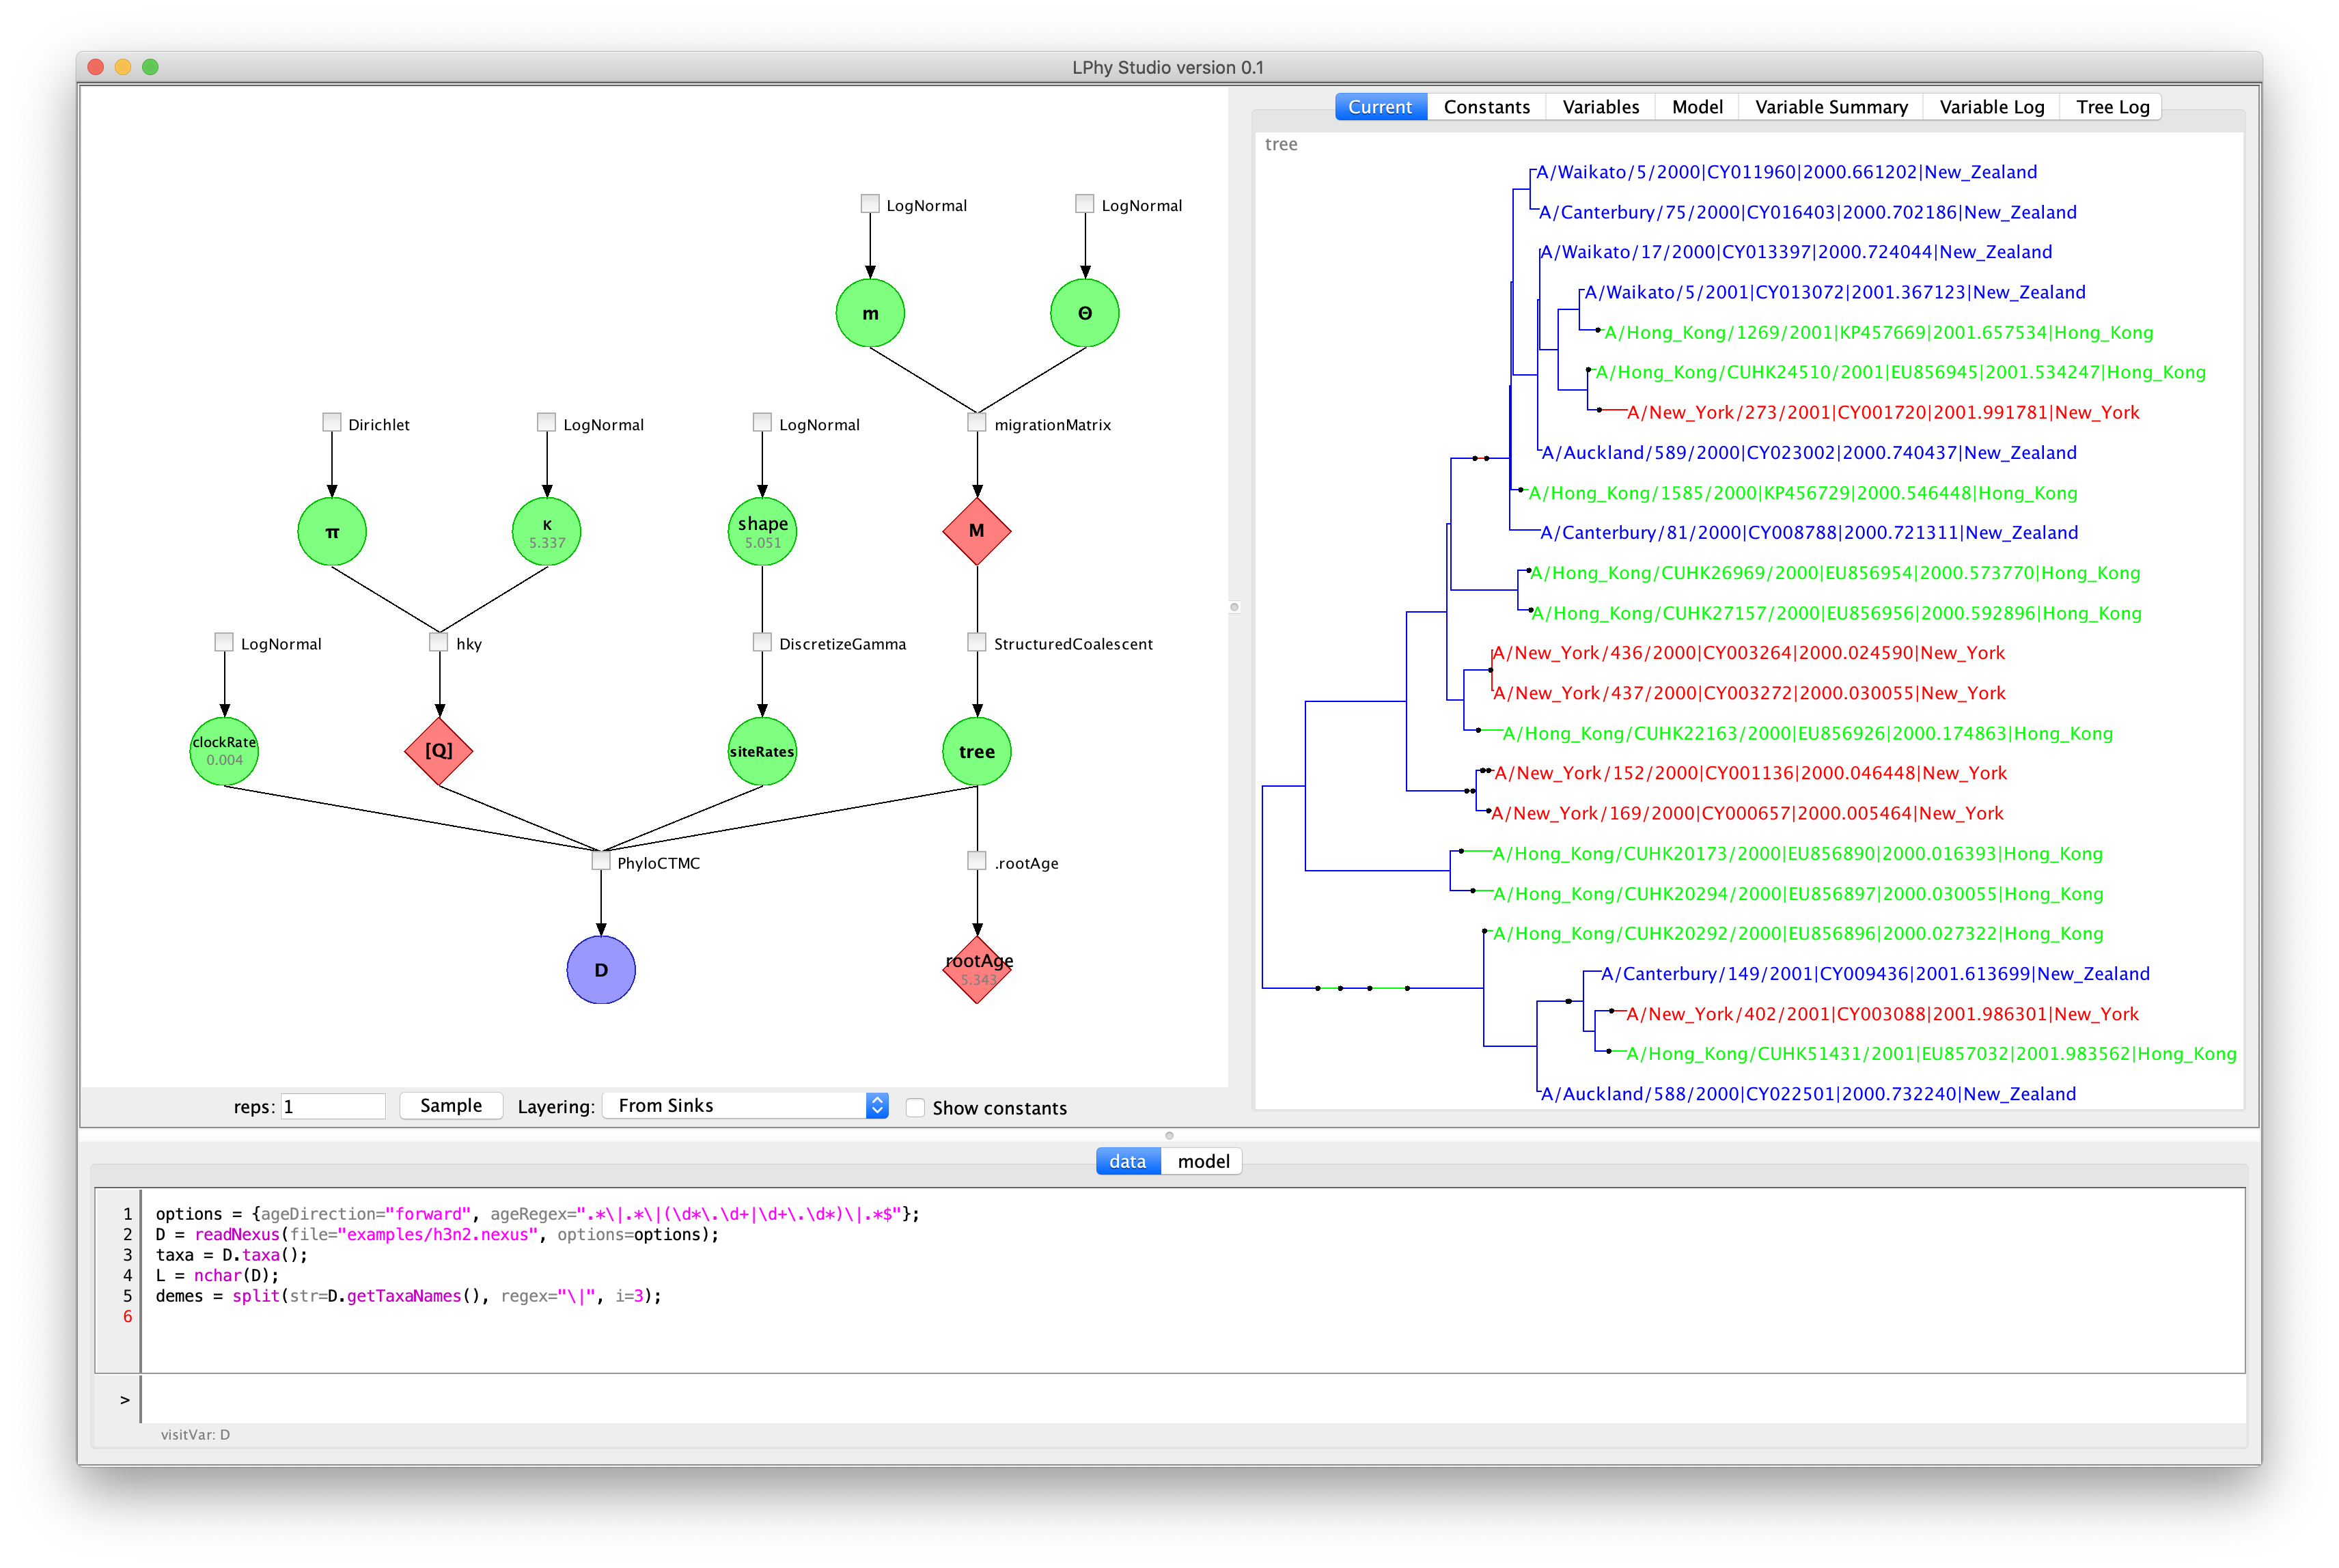 LPhy Studio version 0.1
LogNormal
LogNormal
m
Θ
Dirichlet
LogNormal
LogNormal
migrationMatrix
π
κ
5.337
shape
5.051
M
LogNormal
hky
DiscretizeGamma
StructuredCoalescent
clockRate
0.004
[Q]
siteRates
tree
PhyloCTMC
.rootAge
D
rootAge
5.343
reps: 1 Sample Layering: From Sinks Show constants
Current Constants Variables Model Variable Summary Variable Log Tree Log
tree
A/Waikato/5/2000|CY011960|2000.661202|New_Zealand
A/Canterbury/75/2000|CY016403|2000.702186|New_Zealand
A/Waikato/17/2000|CY013397|2000.724044|New_Zealand
A/Waikato/5/2001|CY013072|2001.367123|New_Zealand
A/Hong_Kong/1269/2001|KP457669|2001.657534|Hong_Kong
A/Hong_Kong/CUHK24510/2001|EU856945|2001.534247|Hong_Kong
A/New_York/273/2001|CY001720|2001.991781|New_York
A/Auckland/589/2000|CY023002|2000.740437|New_Zealand
A/Hong_Kong/1585/2000|KP456729|2000.546448|Hong_Kong
A/Canterbury/81/2000|CY008788|2000.721311|New_Zealand
A/Hong_Kong/CUHK26969/2000|EU856954|2000.573770|Hong_Kong
A/Hong_Kong/CUHK27157/2000|EU856956|2000.592896|Hong_Kong
A/New_York/436/2000|CY003264|2000.024590|New_York
A/New_York/437/2000|CY003272|2000.030055|New_York
A/Hong_Kong/CUHK22163/2000|EU856926|2000.174863|Hong_Kong
A/New_York/152/2000|CY001136|2000.046448|New_York
A/New_York/169/2000|CY000657|2000.005464|New_York
A/Hong_Kong/CUHK20173/2000|EU856890|2000.016393|Hong_Kong
A/Hong_Kong/CUHK20294/2000|EU856897|2000.030055|Hong_Kong
A/Hong_Kong/CUHK20292/2000|EU856896|2000.027322|Hong_Kong
A/Canterbury/149/2001|CY009436|2001.613699|New_Zealand
A/New_York/402/2001|CY003088|2001.986301|New_York
A/Hong_Kong/CUHK51431/2001|EU857032|2001.983562|Hong_Kong
A/Auckland/588/2000|CY022501|2000.732240|New_Zealand
data model
1 options = {ageDirection="forward", ageRegex=".*\|.*\|(\d*\.\d+|\d+\.\d*)\|.*$"};
2 D = readNexus(file="examples/h3n2.nexus", options=options);
3 taxa = D.taxa();
4 L = nchar(D);
5 demes = split(str=D.getTaxaNames(), regex="\|", i=3);
6
>
visitVar: D